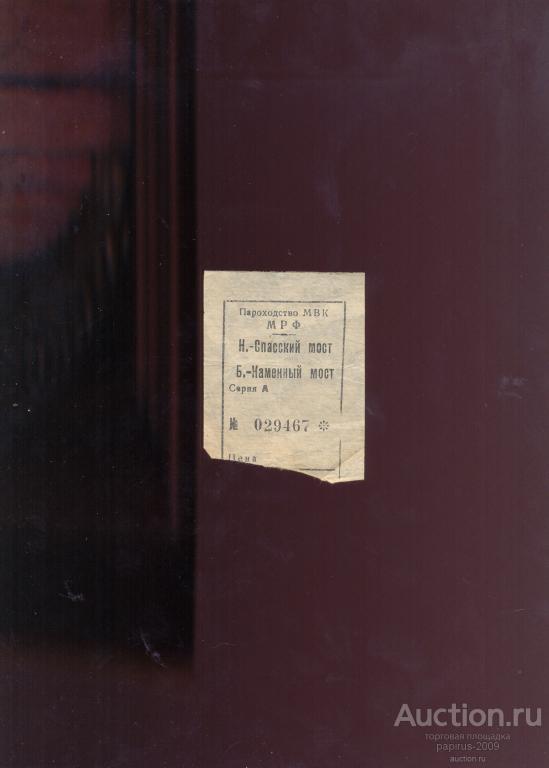 Пароходство МВК
МРФ
Н.-Спасский мост
Б.-Каменный мост
Серия А
№ 029467 *
Цена
Auction.ru
торговая площадка
papirus-2009
auction.ru